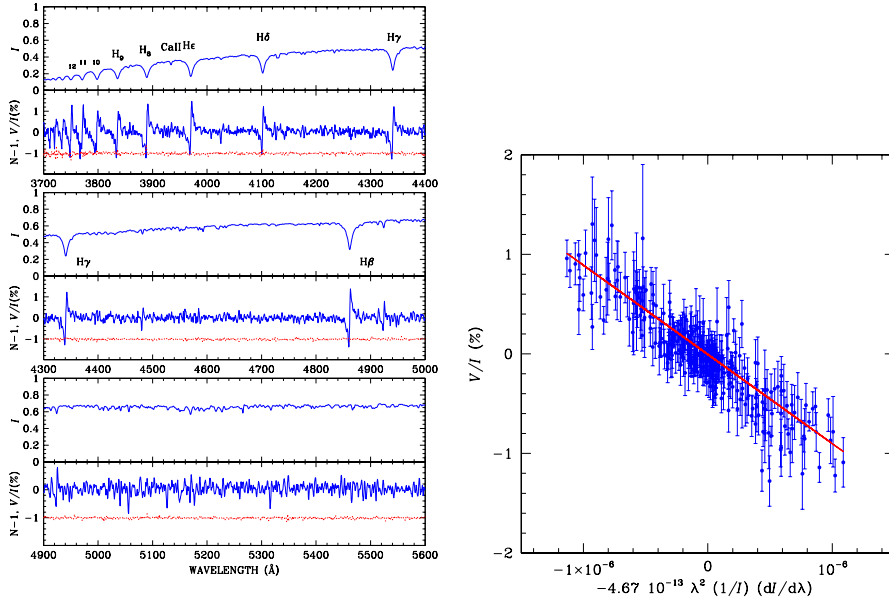 1
0.8
0.6
0.4
0.2
0
I
12 11 10 H9 H8 CaII Hε Hδ Hγ
1
0
−1
N−1, V/I(%)
3700 3800 3900 4000 4100 4200 4300 4400
1
0.8
0.6
0.4
0.2
0
I
Hγ Hβ
1
0
−1
N−1, V/I(%)
4300 4400 4500 4600 4700 4800 4900 5000
1
0.8
0.6
0.4
0.2
0
I
0
−1
N−1, V/I(%)
4900 5000 5100 5200 5300 5400 5500 5600
WAVELENGTH (Å)
2
1
0
−1
−2
V/I (%)
−1×10⁻⁶ 0 10⁻⁶
−4.67 10⁻¹³ λ² (1/I) (dI/dλ)